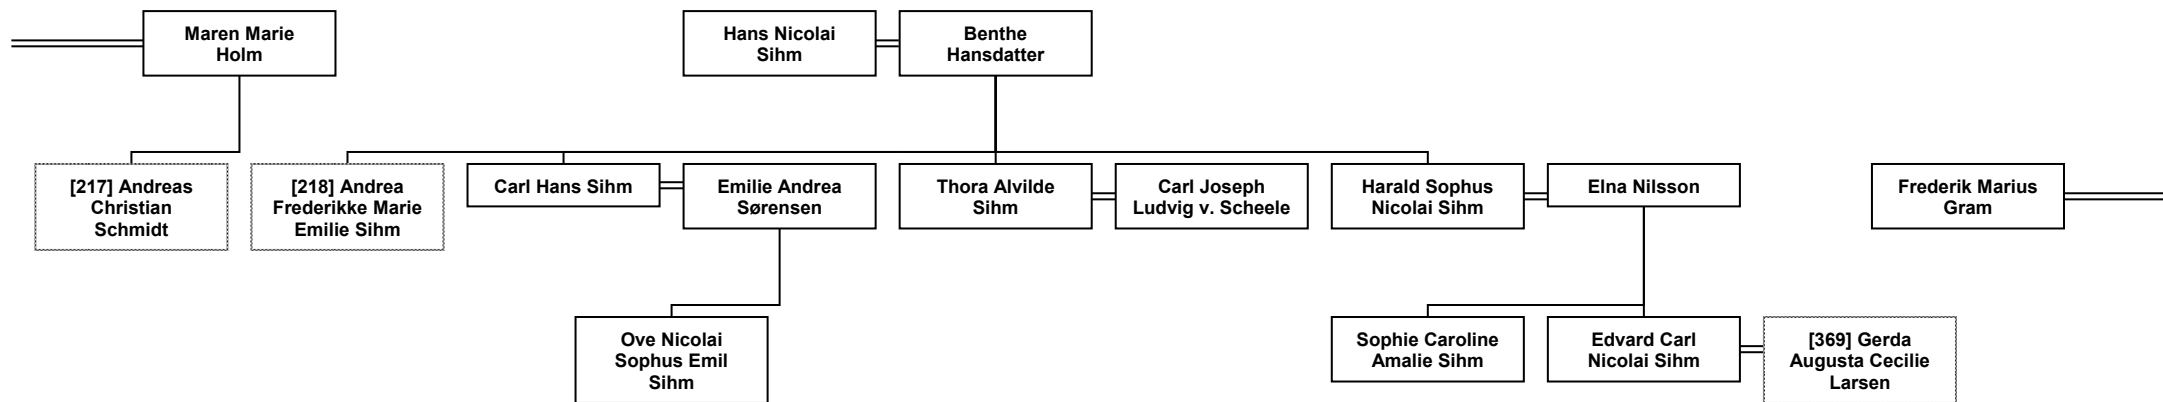 Maren Marie
Holm
Hans Nicolai
Sihm
Benthe
Hansdatter
[217] Andreas
Christian
Schmidt
[218] Andrea
Frederikke Marie
Emilie Sihm
Carl Hans Sihm
Emilie Andrea
Sørensen
Thora Alvilde
Sihm
Carl Joseph
Ludvig v. Scheele
Harald Sophus
Nicolai Sihm
Elna Nilsson
Frederik Marius
Gram
Ove Nicolai
Sophus Emil
Sihm
Sophie Caroline
Amalie Sihm
Edvard Carl
Nicolai Sihm
[369] Gerda
Augusta Cecilie
Larsen